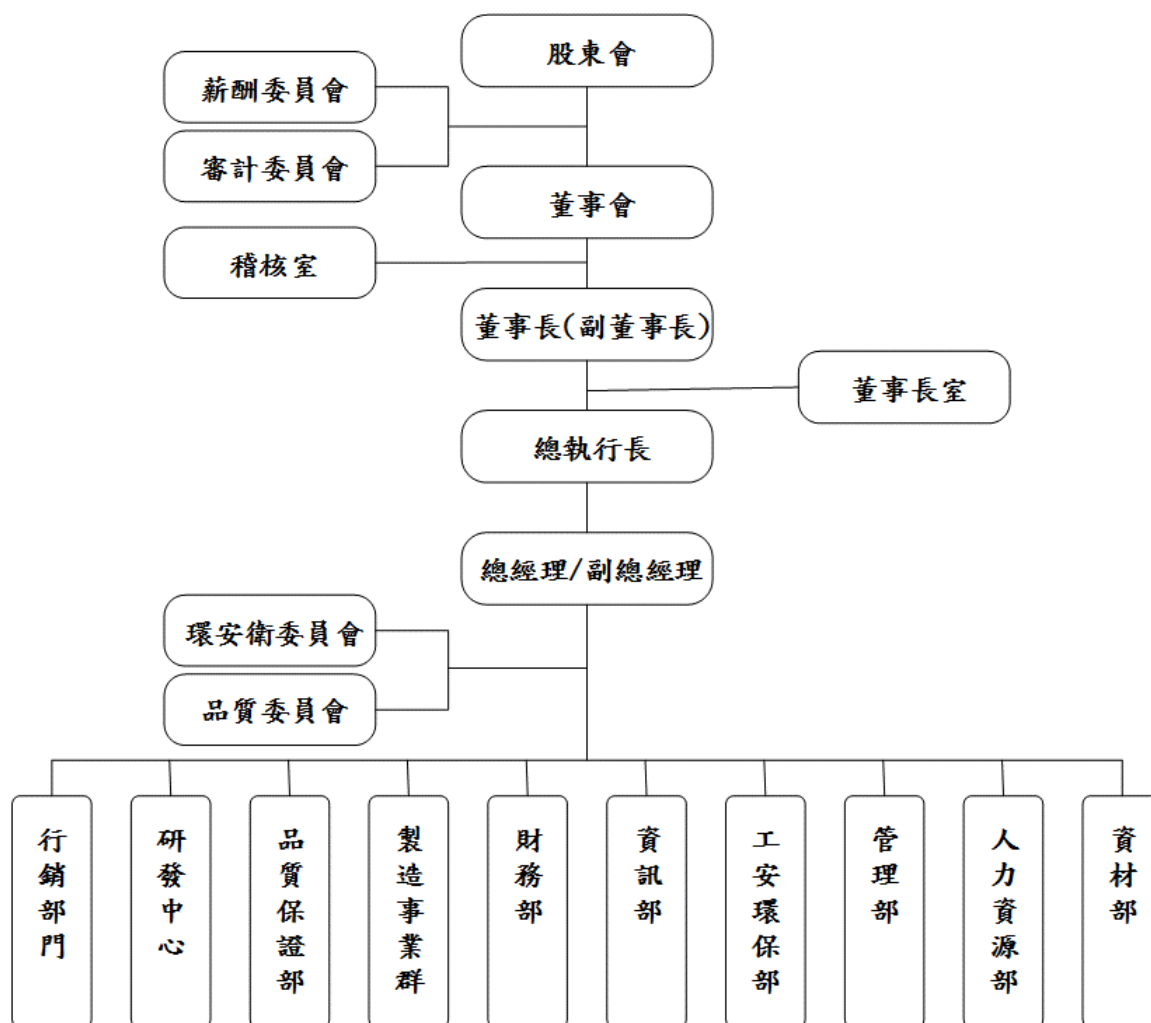 股東會
薪酬委員會
審計委員會
董事會
稽核室
董事長(副董事長)
董事長室
總執行長
總經理/副總經理
環安衛委員會
品質委員會
行銷部門
研發中心
品質保證部
製造事業群
財務部
資訊部
工安環保部
管理部
人力資源部
資材部